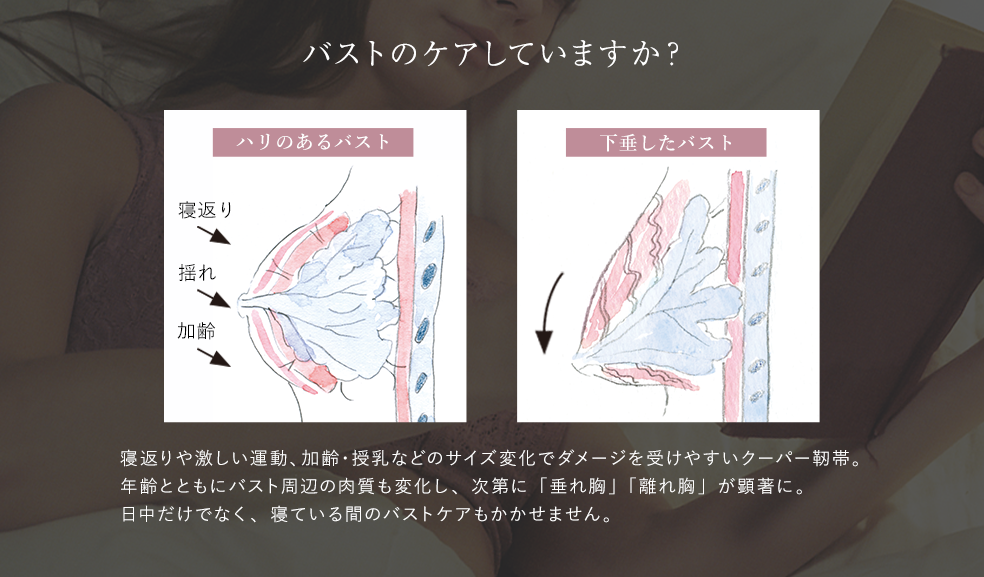 バストのケアしていますか？
ハリのあるバスト
下垂したバスト
寝返り
揺れ
加齢
寝返りや激しい運動、加齢・授乳などのサイズ変化でダメージを受けやすいクーパー靭帯。
年齢とともにバスト周辺の肉質も変化し、次第に「垂れ胸」「離れ胸」が顕著に。
日中だけでなく、寝ている間のバストケアもかかせません。